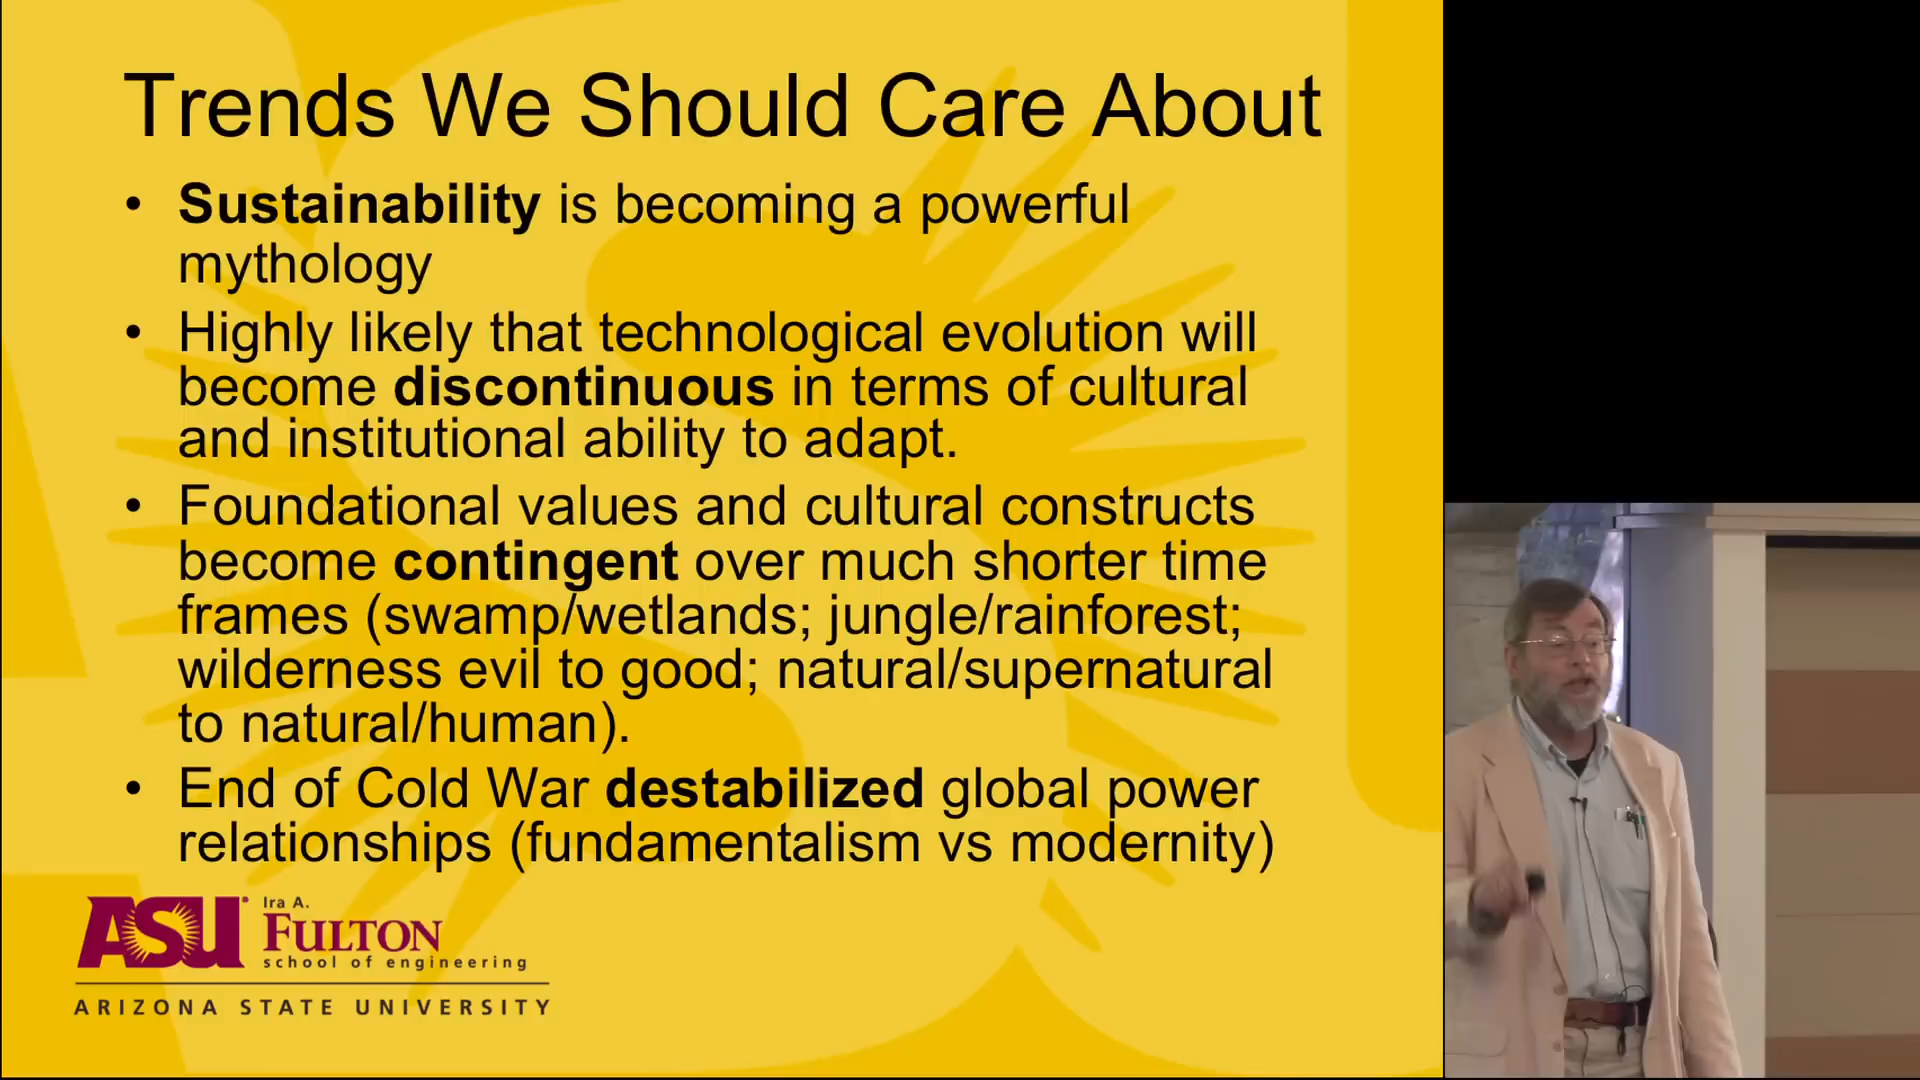 Trends We Should Care About
• Sustainability is becoming a powerful
mythology
• Highly likely that technological evolution will
become discontinuous in terms of cultural
and institutional ability to adapt.
• Foundational values and cultural constructs
become contingent over much shorter time
frames (swamp/wetlands; jungle/rainforest;
wilderness evil to good; natural/supernatural
to natural/human).
• End of Cold War destabilized global power
relationships (fundamentalism vs modernity)
ASU
Ira A.
FULTON
school of engineering
ARIZONA STATE UNIVERSITY